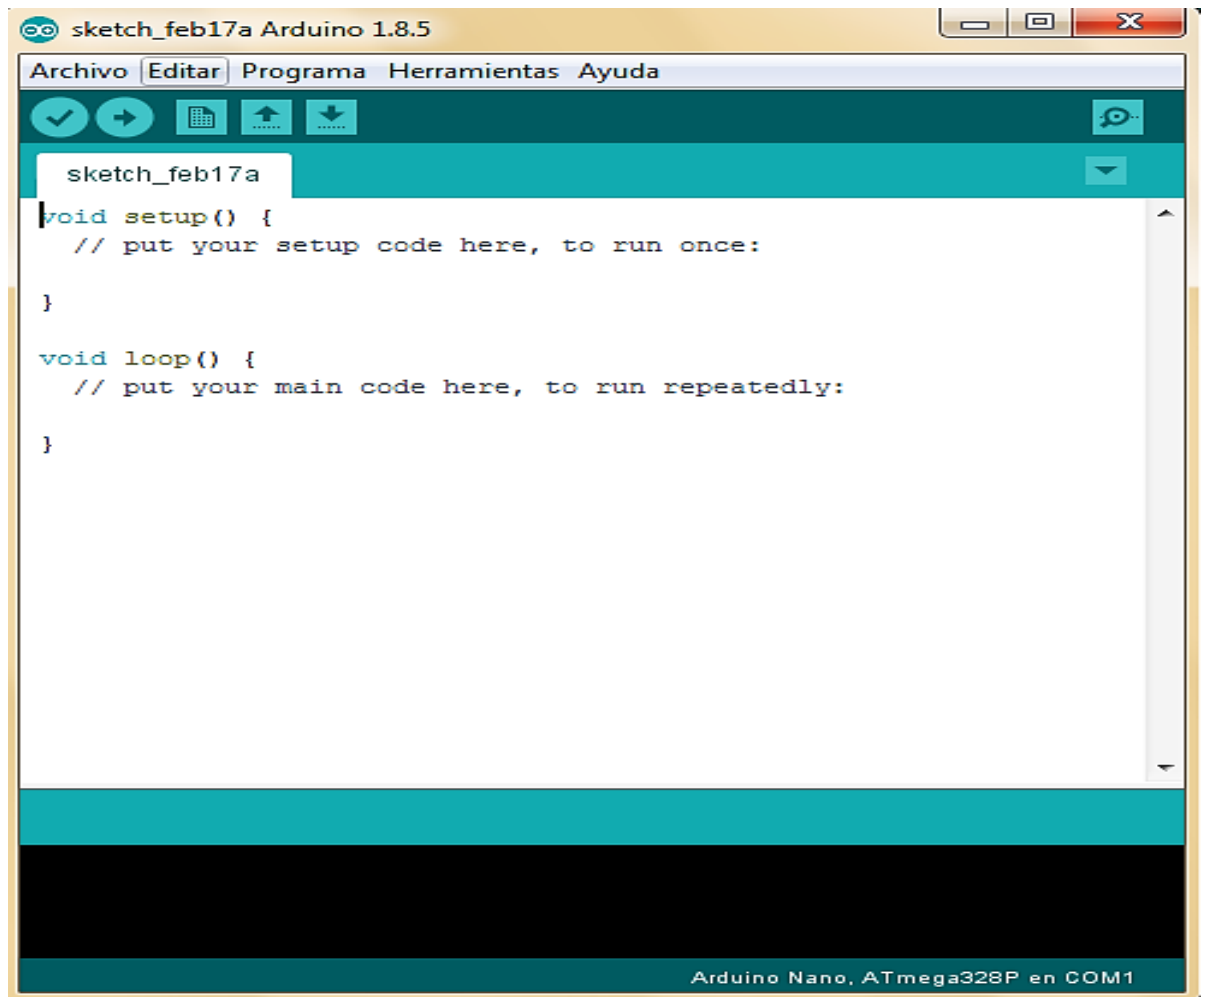 sketch_feb17a Arduino 1.8.5
Archivo Editar Programa Herramientas Ayuda
sketch_feb17a
void setup() {
  // put your setup code here, to run once:
}
void loop() {
  // put your main code here, to run repeatedly:
}
Arduino Nano, ATmega328P en COM1